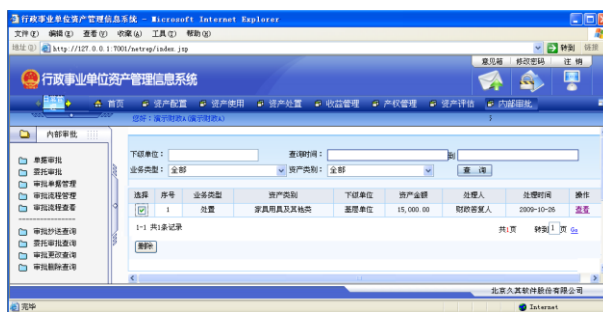 行政事业单位资产管理信息系统 - Microsoft Internet Explorer
文件(F) 编辑(E) 查看(V) 收藏(A) 工具(T) 帮助(H)
地址(D) http://127.0.0.1:7001/netrep/index.jsp 转到 链接
意见箱 修改密码 注 销
行政事业单位资产管理信息系统
首页 资产配置 资产使用 资产处置 收益管理 产权管理 资产评估 内部审批
您好：演示财政A(演示财政A)
内部审批
单据审批
委托审批
审批单据管理
审批流程管理
审批流程查看
审批抄送查询
委托审批查询
审批更改查询
审批删除查询
下级单位： 查询时间： 到
业务类型： 全部 资产类别： 全部 查 询
选择 序号 业务类型 资产类别 下级单位 资产金额 处理人 处理时间 操作
1 处置 家具用具及其他类 基层单位 15,000.00 2009-10-26 查看
1-1 共1条记录 共1页 转到 1 页 Go
删除
北京久其软件股份有限公司
完毕 Internet